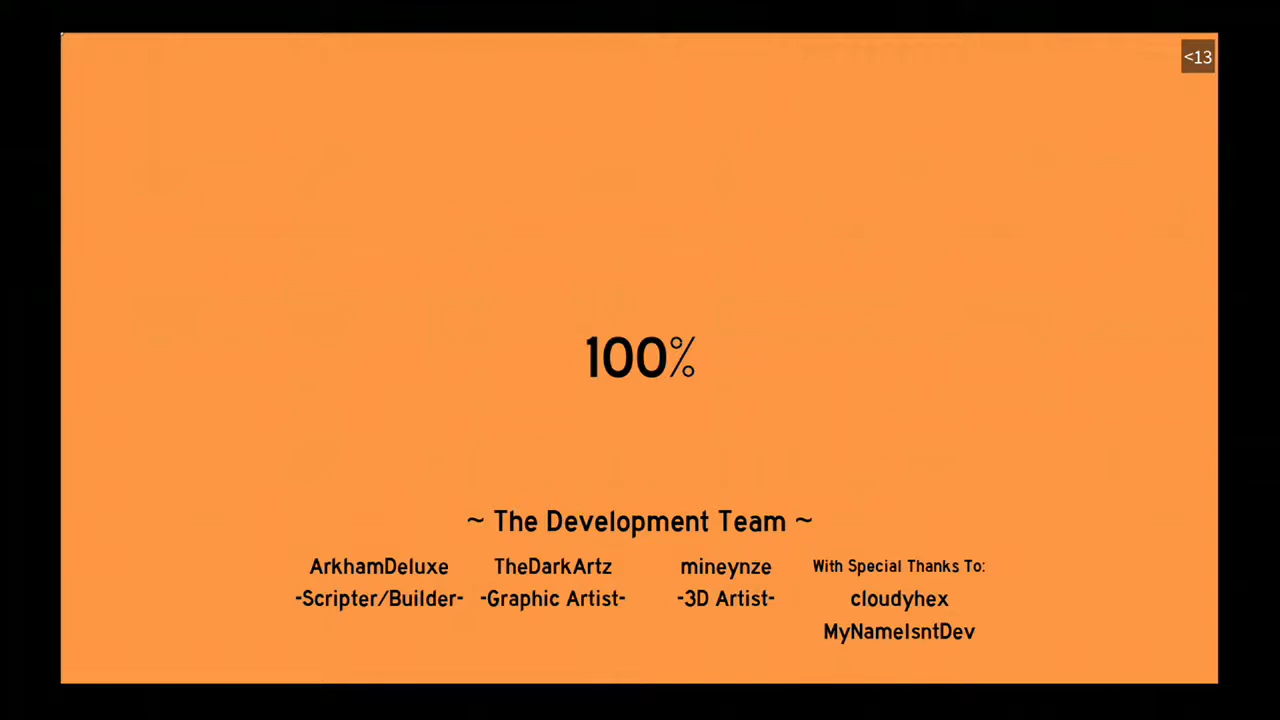 <13
100%
~ The Development Team ~
ArkhamDeluxe TheDarkArtz mineynze With Special Thanks To:
-Scripter/Builder- -Graphic Artist- -3D Artist- cloudyhex
MyNameIsntDev